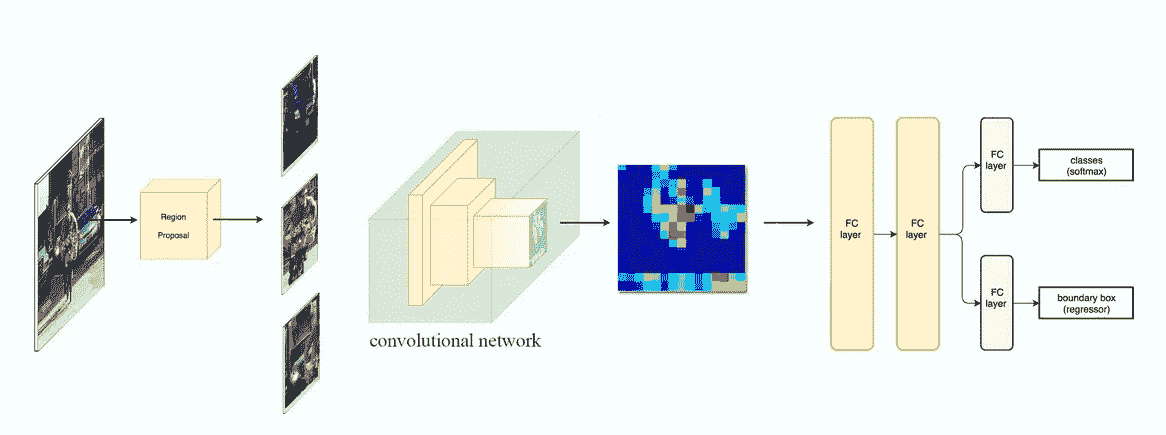 Region
Proposal
convolutional network
FC
layer
FC
layer
FC
layer
classes
(softmax)
FC
layer
boundary box
(regressor)